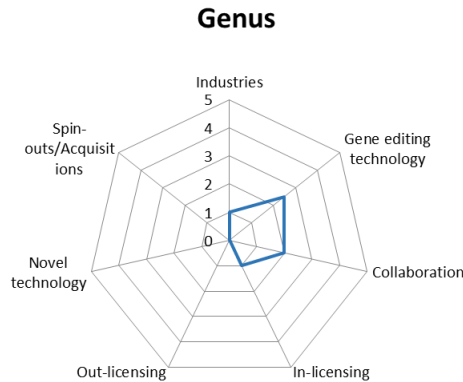 Genus
Industries
5
4
3
2
1
0
Gene editing
technology
Collaboration
In-licensing
Out-licensing
Novel
technology
Spin-
outs/Acquisit
ions